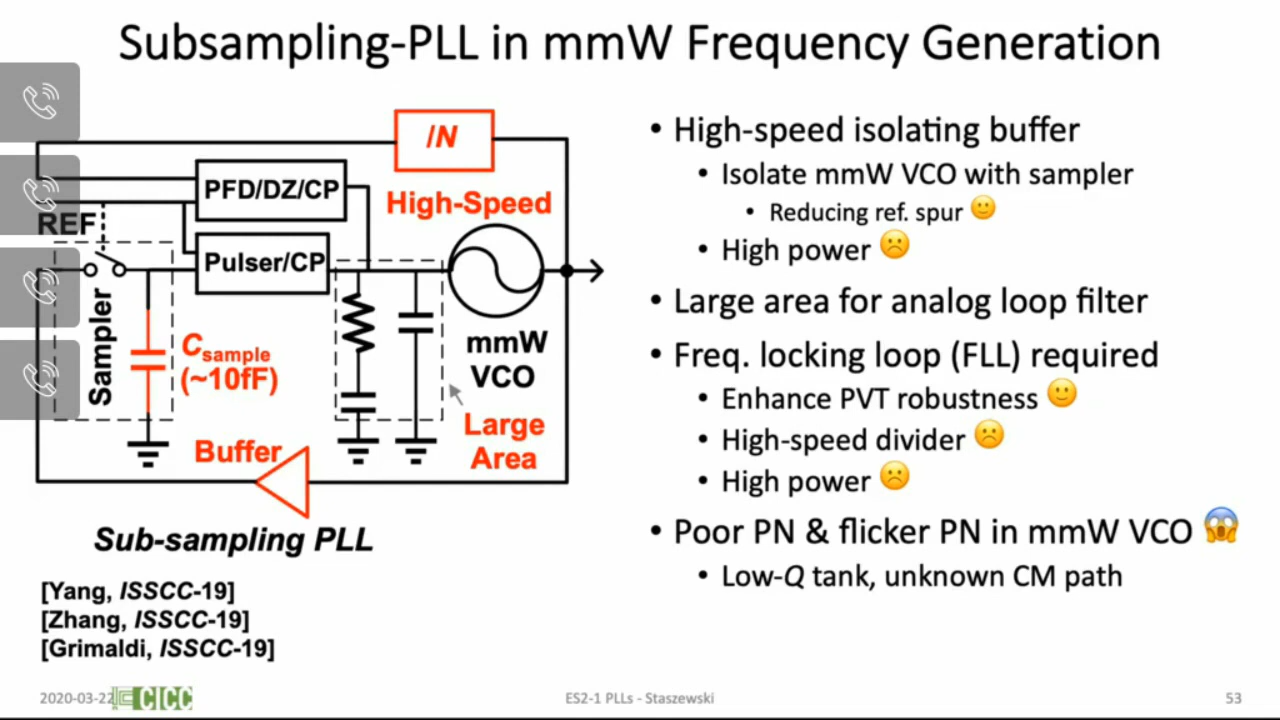 Subsampling-PLL in mmW Frequency Generation
/N
PFD/DZ/CP
High-Speed
REF
Pulser/CP
Sampler
Csample
(~10fF)
mmW
VCO
Large
Area
Buffer
Sub-sampling PLL
[Yang, ISSCC-19]
[Zhang, ISSCC-19]
[Grimaldi, ISSCC-19]
• High-speed isolating buffer
• Isolate mmW VCO with sampler
• Reducing ref. spur 🙂
• High power ☹️
• Large area for analog loop filter
• Freq. locking loop (FLL) required
• Enhance PVT robustness 🙂
• High-speed divider ☹️
• High power ☹️
• Poor PN & flicker PN in mmW VCO 😱
• Low-Q tank, unknown CM path
2020-03-22
CICC
ES2-1 PLLs - Staszewski
53